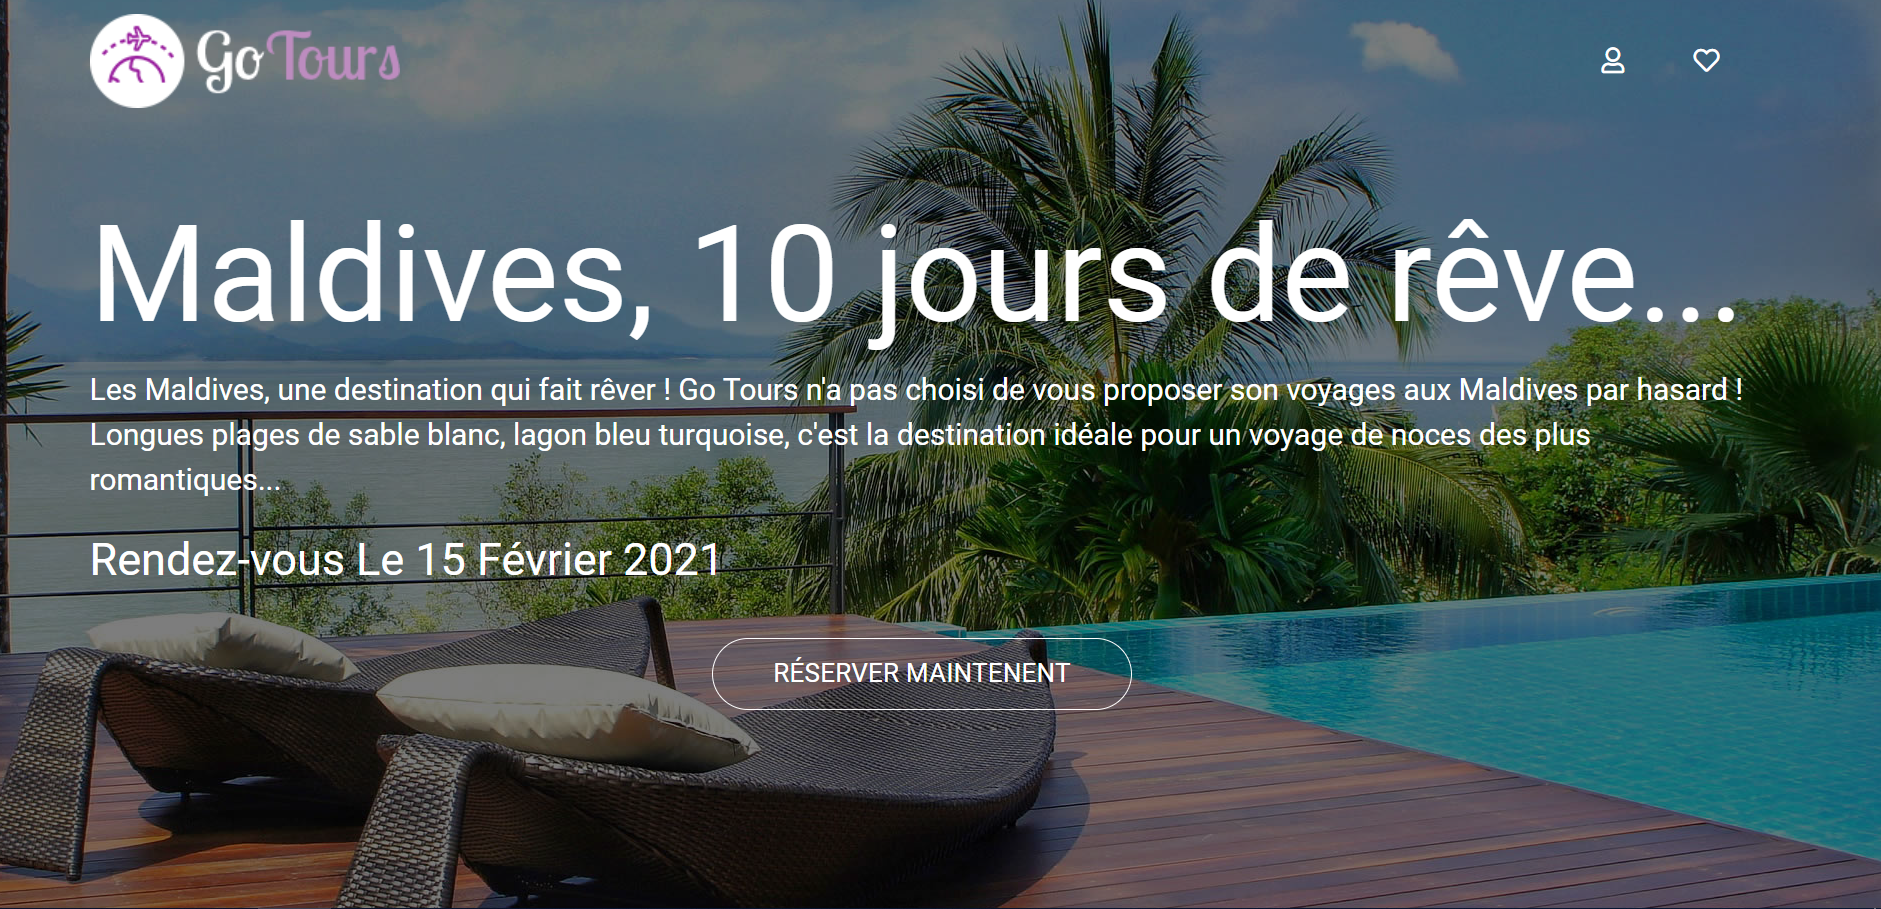 Go Tours
Maldives, 10 jours de rêve...
Les Maldives, une destination qui fait rêver ! Go Tours n'a pas choisi de vous proposer son voyages aux Maldives par hasard !
Longues plages de sable blanc, lagon bleu turquoise, c'est la destination idéale pour un voyage de noces des plus
romantiques...
Rendez-vous Le 15 Février 2021
RÉSERVER MAINTENENT